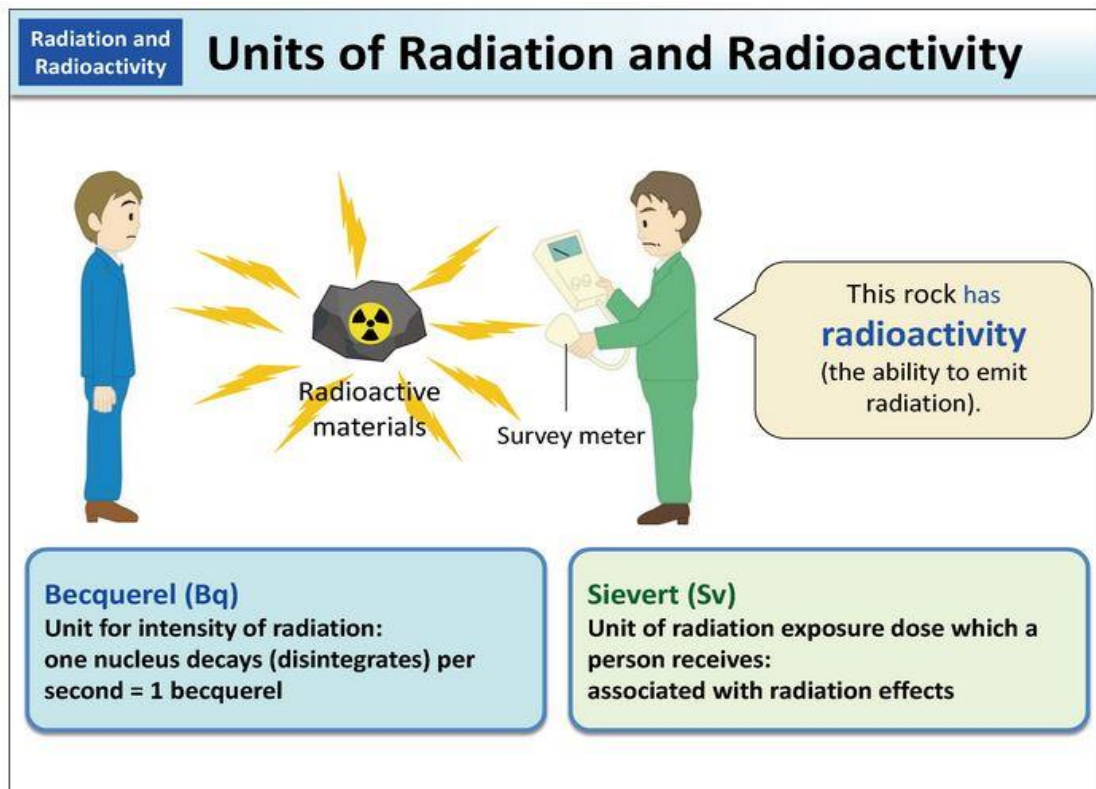 Radiation and
Radioactivity
Units of Radiation and Radioactivity
This rock has
radioactivity
(the ability to emit
radiation).
Radioactive
materials
Survey meter
Becquerel (Bq)
Unit for intensity of radiation:
one nucleus decays (disintegrates) per
second = 1 becquerel
Sievert (Sv)
Unit of radiation exposure dose which a
person receives:
associated with radiation effects